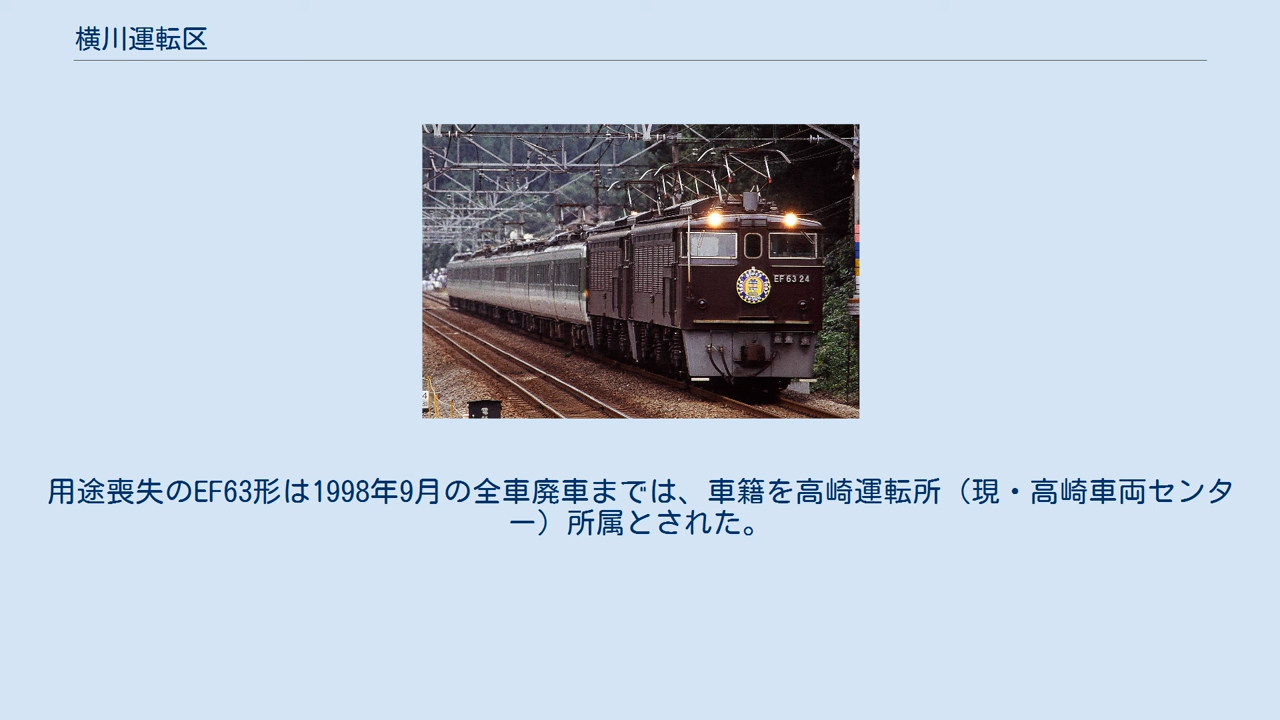 横川運転区
EF63 24
用途喪失のEF63形は1998年9月の全車廃車までは、車籍を高崎運転所（現・高崎車両センタ
ー）所属とされた。